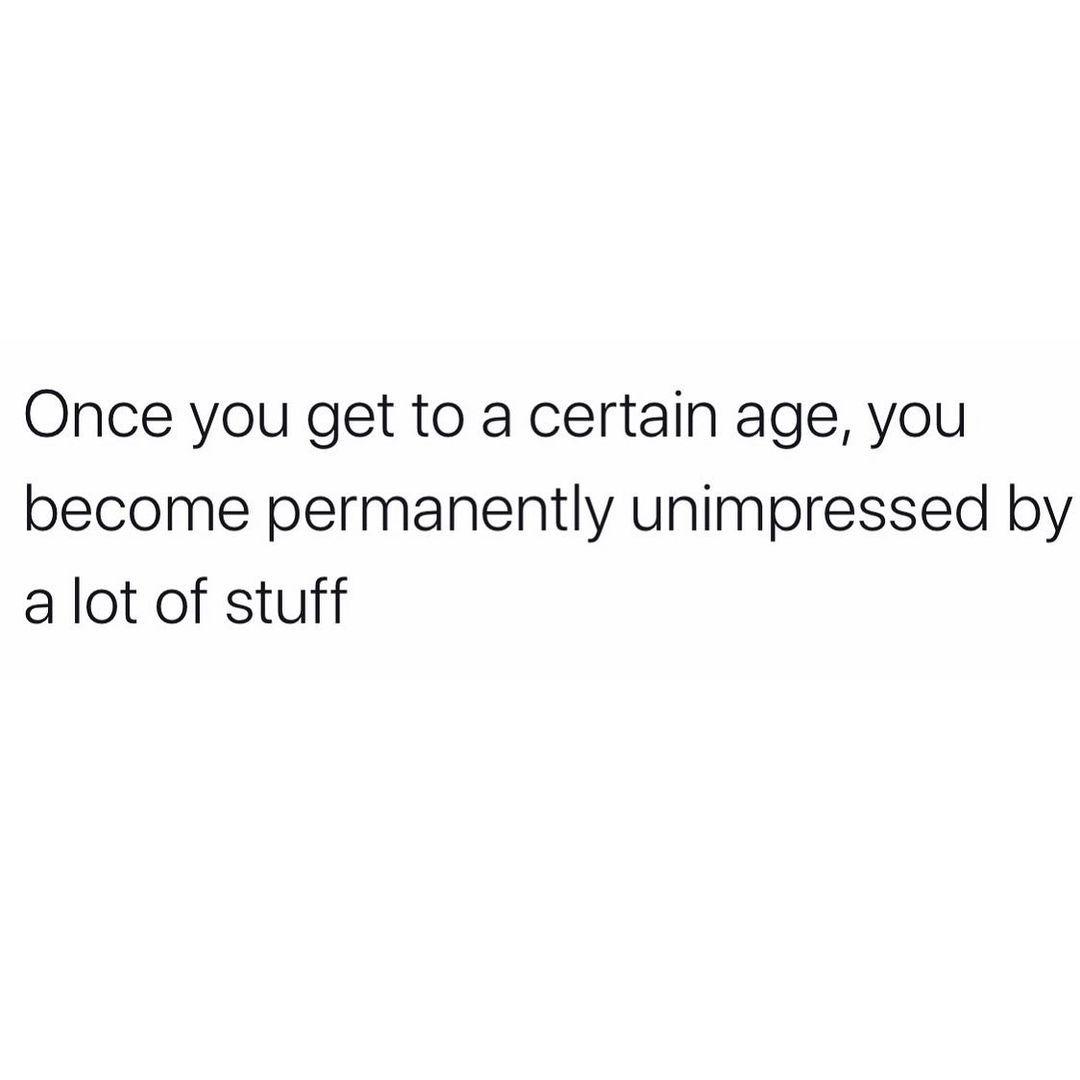 Once you get to a certain age, you
become permanently unimpressed by
a lot of stuff